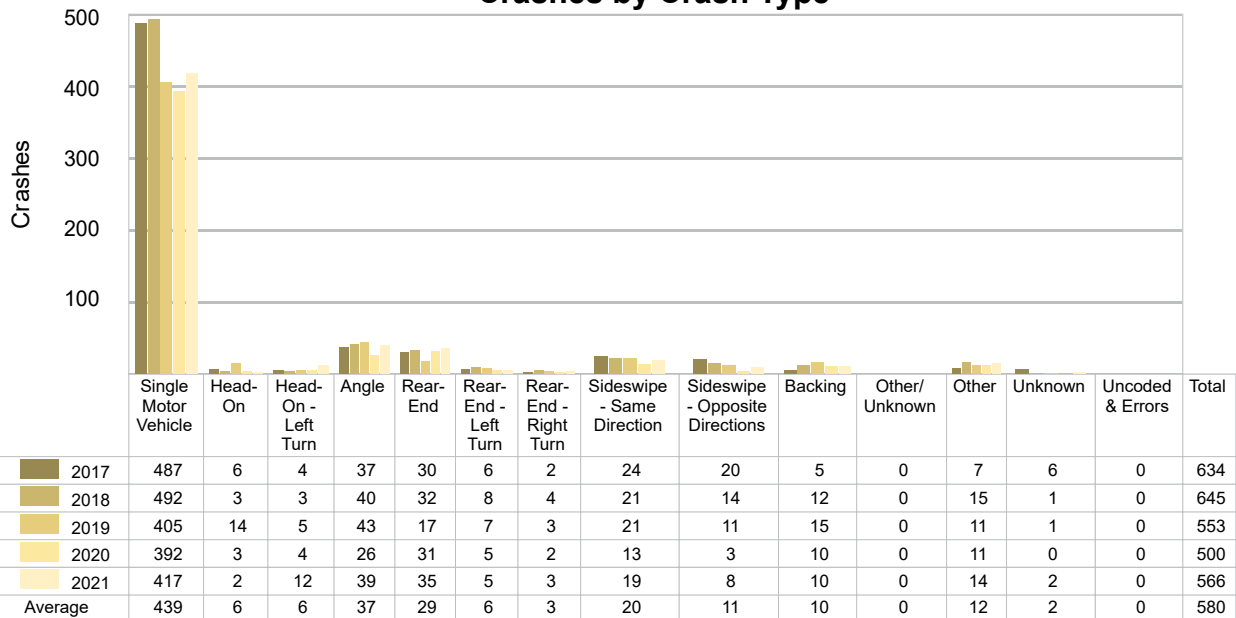 Crashes by Crash Type
500
400
300
200
100
Crashes
Single Motor Vehicle Head-On Head-On - Left Turn Angle Rear-End Rear-End - Left Turn Rear-End - Right Turn Sideswipe - Same Direction Sideswipe - Opposite Directions Backing Other/ Unknown Other Unknown Uncoded & Errors Total
2017 487 6 4 37 30 6 2 24 20 5 0 7 6 0 634
2018 492 3 3 40 32 8 4 21 14 12 0 15 1 0 645
2019 405 14 5 43 17 7 3 21 11 15 0 11 1 0 553
2020 392 3 4 26 31 5 2 13 3 10 0 11 0 0 500
2021 417 2 12 39 35 5 3 19 8 10 0 14 2 0 566
Average 439 6 6 37 29 6 3 20 11 10 0 12 2 0 580